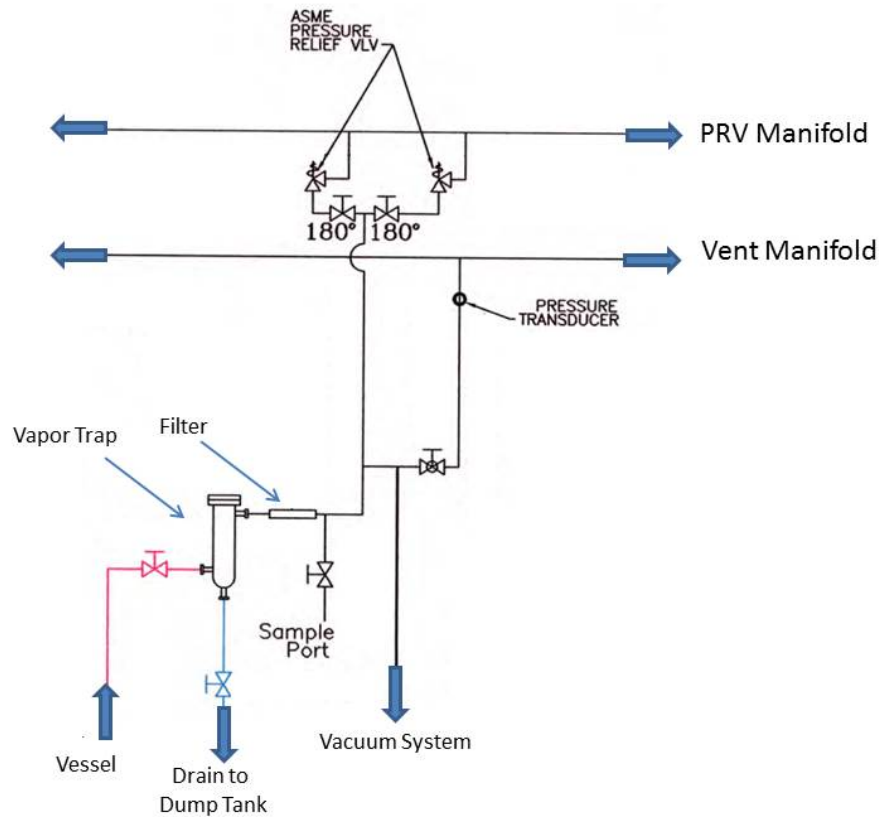 ASME
PRESSURE
RELIEF VLV
PRV Manifold
180° 180°
Vent Manifold
PRESSURE
TRANSDUCER
Vapor Trap
Filter
Sample
Port
Vessel
Drain to
Dump Tank
Vacuum System